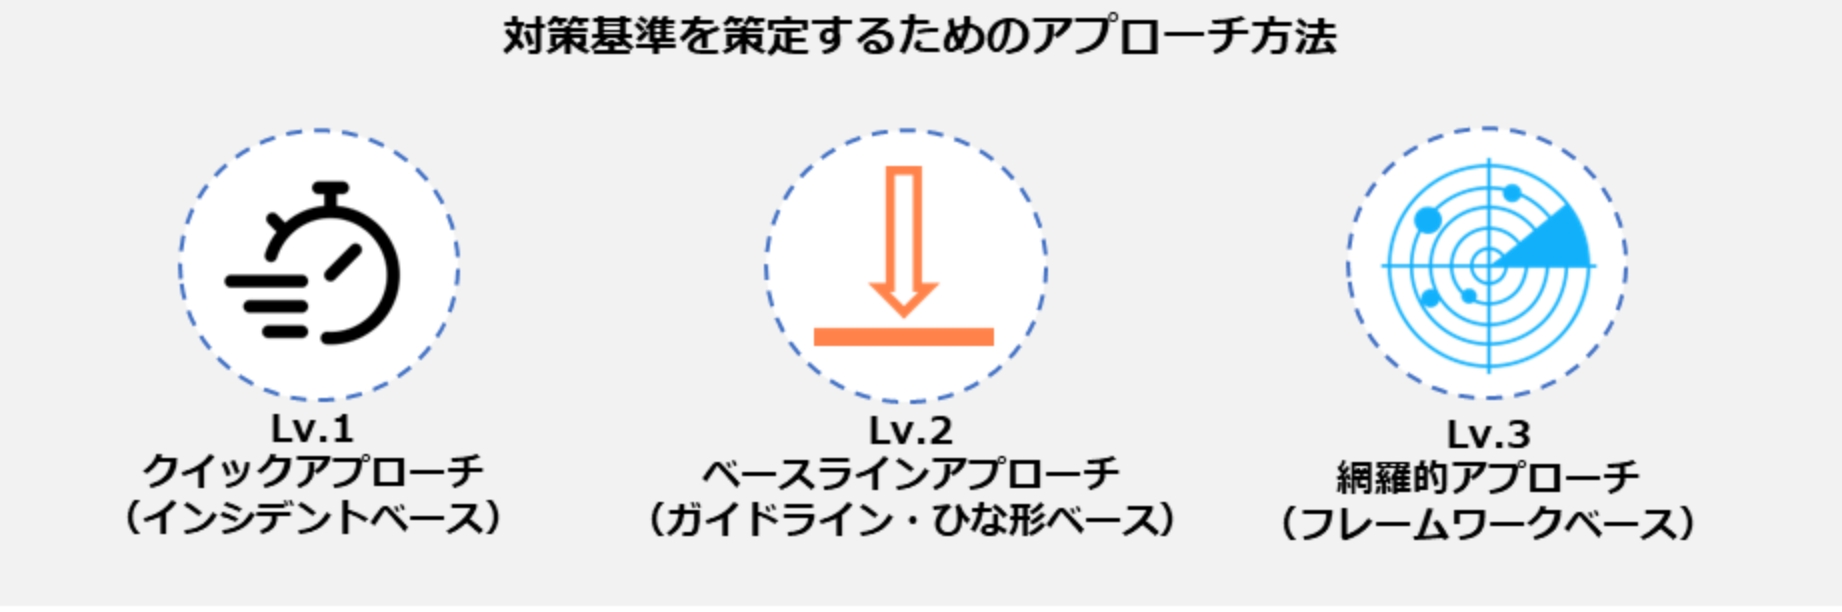 対策基準を策定するためのアプローチ方法
Lv.1
クイックアプローチ
（インシデントベース）
Lv.2
ベースラインアプローチ
（ガイドライン・ひな形ベース）
Lv.3
網羅的アプローチ
（フレームワークベース）